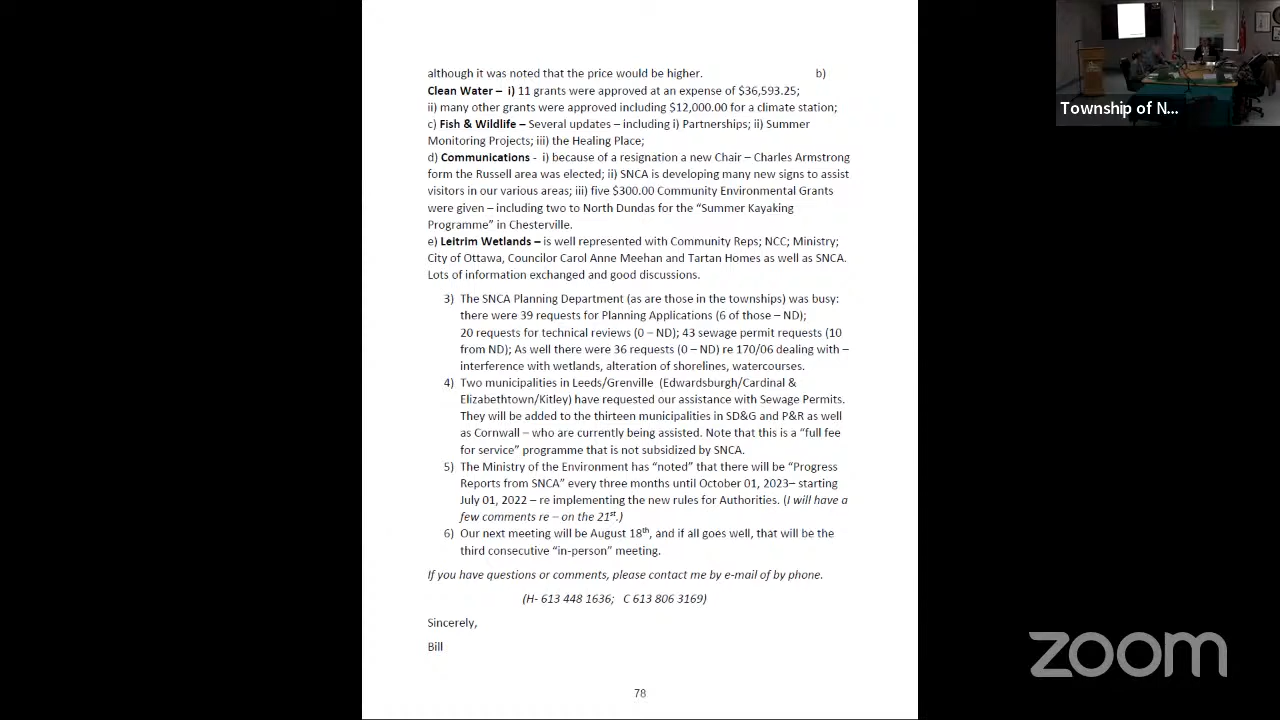 although it was noted that the price would be higher. b)
Clean Water – i) 11 grants were approved at an expense of $36,593.25;
ii) many other grants were approved including $12,000.00 for a climate station;
c) Fish & Wildlife – Several updates – including i) Partnerships; ii) Summer
Monitoring Projects; iii) the Healing Place;
d) Communications - i) because of a resignation a new Chair – Charles Armstrong
form the Russell area was elected; ii) SNCA is developing many new signs to assist
visitors in our various areas; iii) five $300.00 Community Environmental Grants
were given – including two to North Dundas for the “Summer Kayaking
Programme” in Chesterville.
e) Leitrim Wetlands – is well represented with Community Reps; NCC; Ministry;
City of Ottawa, Councilor Carol Anne Meehan and Tartan Homes as well as SNCA.
Lots of information exchanged and good discussions.
3) The SNCA Planning Department (as are those in the townships) was busy:
there were 39 requests for Planning Applications (6 of those – ND);
20 requests for technical reviews (0 – ND); 43 sewage permit requests (10
from ND); As well there were 36 requests (0 – ND) re 170/06 dealing with –
interference with wetlands, alteration of shorelines, watercourses.
4) Two municipalities in Leeds/Grenville (Edwardsburgh/Cardinal &
Elizabethtown/Kitley) have requested our assistance with Sewage Permits.
They will be added to the thirteen municipalities in SD&G and P&R as well
as Cornwall – who are currently being assisted. Note that this is a “full fee
for service” programme that is not subsidized by SNCA.
5) The Ministry of the Environment has “noted” that there will be “Progress
Reports from SNCA” every three months until October 01, 2023– starting
July 01, 2022 – re implementing the new rules for Authorities. (I will have a
few comments re – on the 21st.)
6) Our next meeting will be August 18th, and if all goes well, that will be the
third consecutive “in-person” meeting.
If you have questions or comments, please contact me by e-mail of by phone.
(H- 613 448 1636; C 613 806 3169)
Sincerely,
Bill
78
Township of N...
zoom